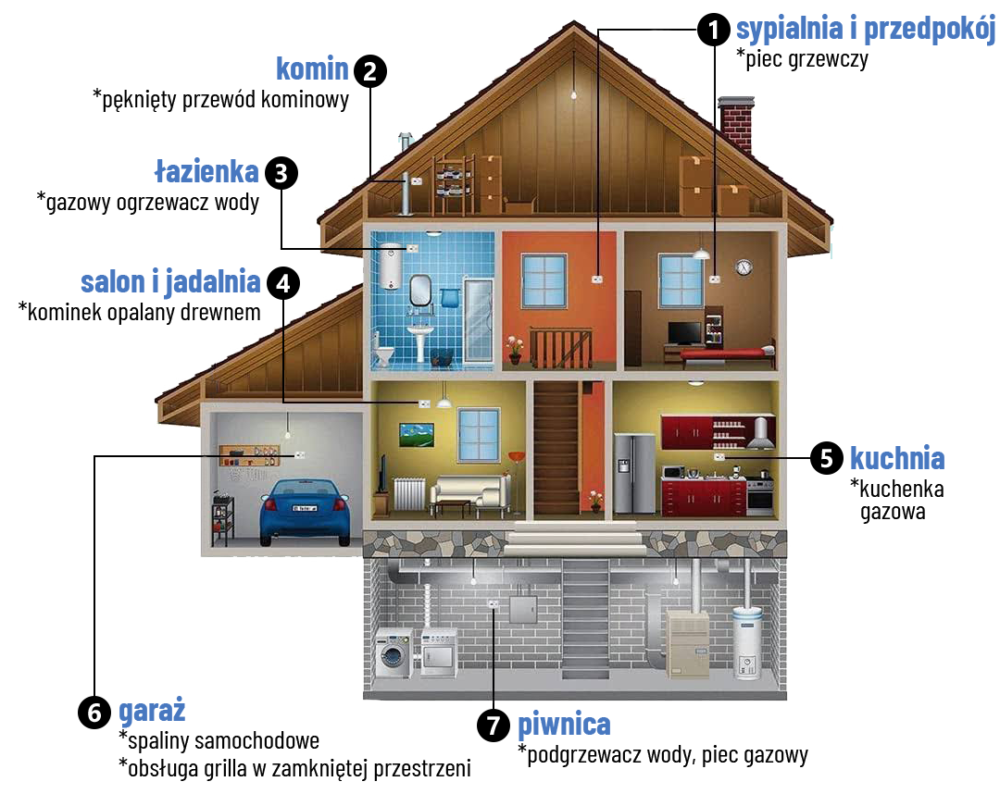 1 sypialnia i przedpokój
*piec grzewczy
komin 2
*pęknięty przewód kominowy
łazienka 3
*gazowy ogrzewacz wody
salon i jadalnia 4
*kominek opalany drewnem
5 kuchnia
*kuchenka
gazowa
6 garaż
*spaliny samochodowe
*obsługa grilla w zamkniętej przestrzeni
7 piwnica
*podgrzewacz wody, piec gazowy